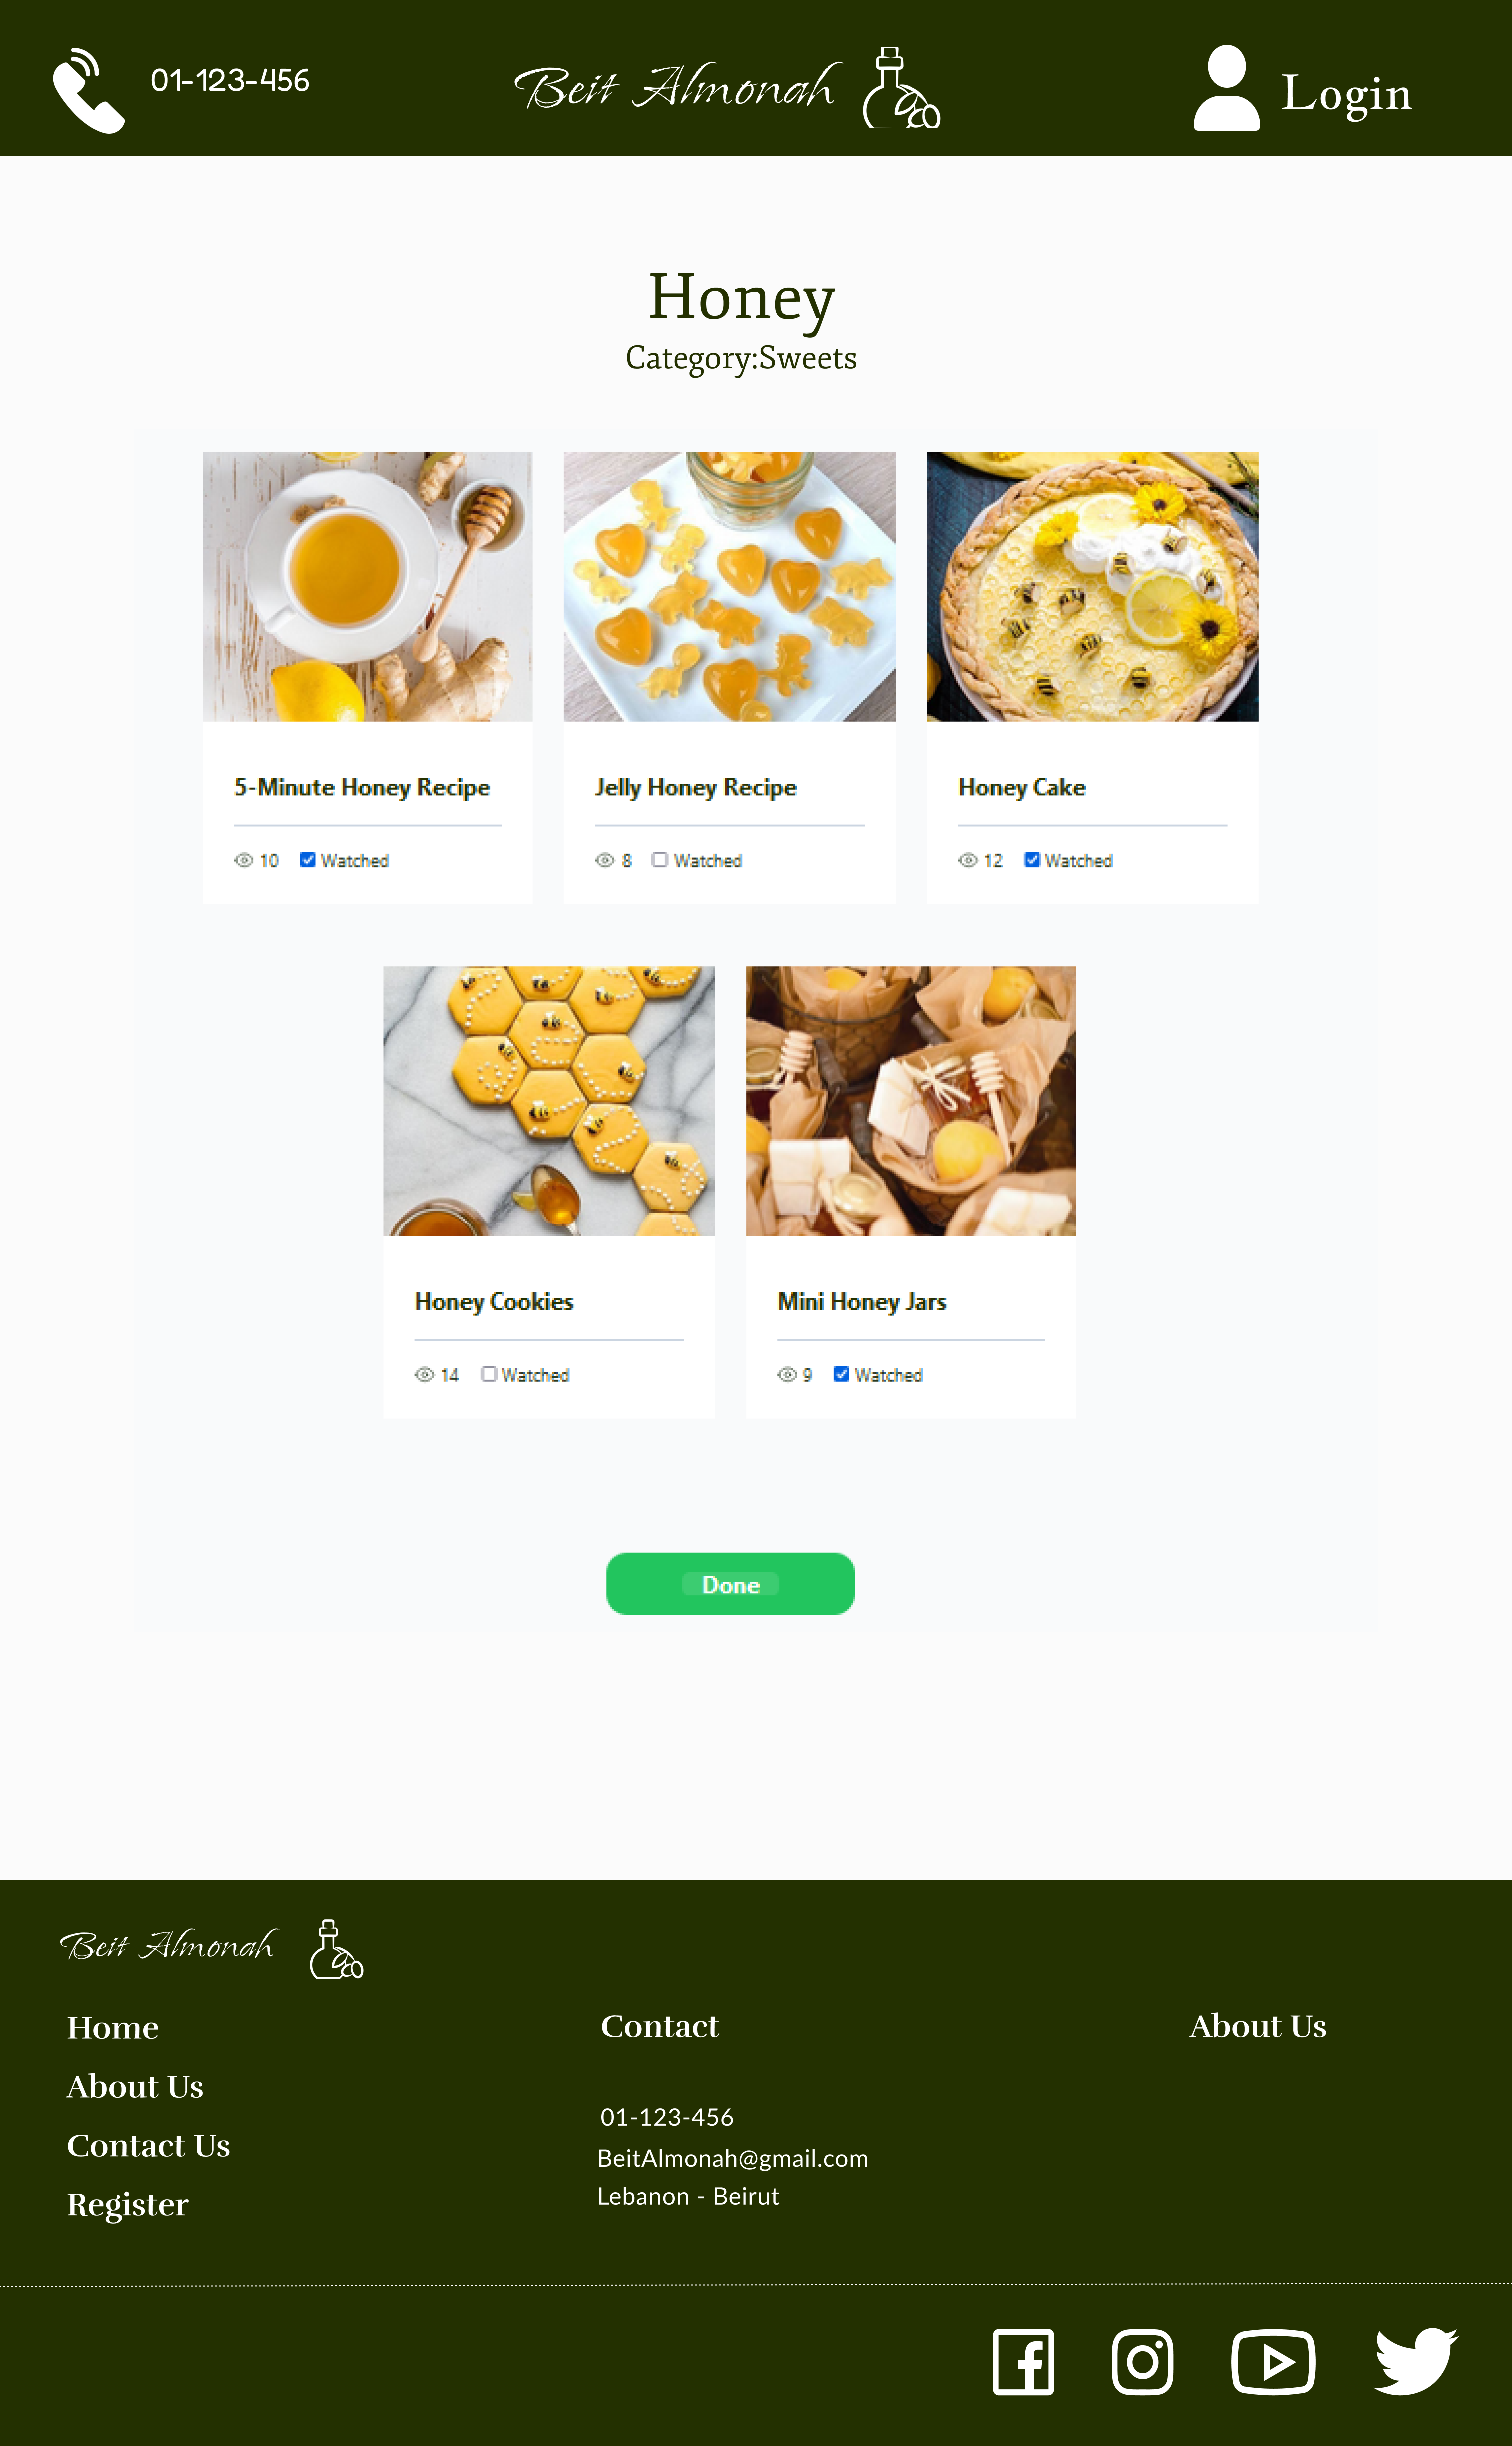 01-123-456
Beit Almonah
Login
Honey
Category:Sweets
5-Minute Honey Recipe
10 Watched
Jelly Honey Recipe
8 Watched
Honey Cake
12 Watched
Honey Cookies
14 Watched
Mini Honey Jars
9 Watched
Done
Beit Almonah
Home
About Us
Contact Us
Register
Contact
01-123-456
BeitAlmonah@gmail.com
Lebanon - Beirut
About Us